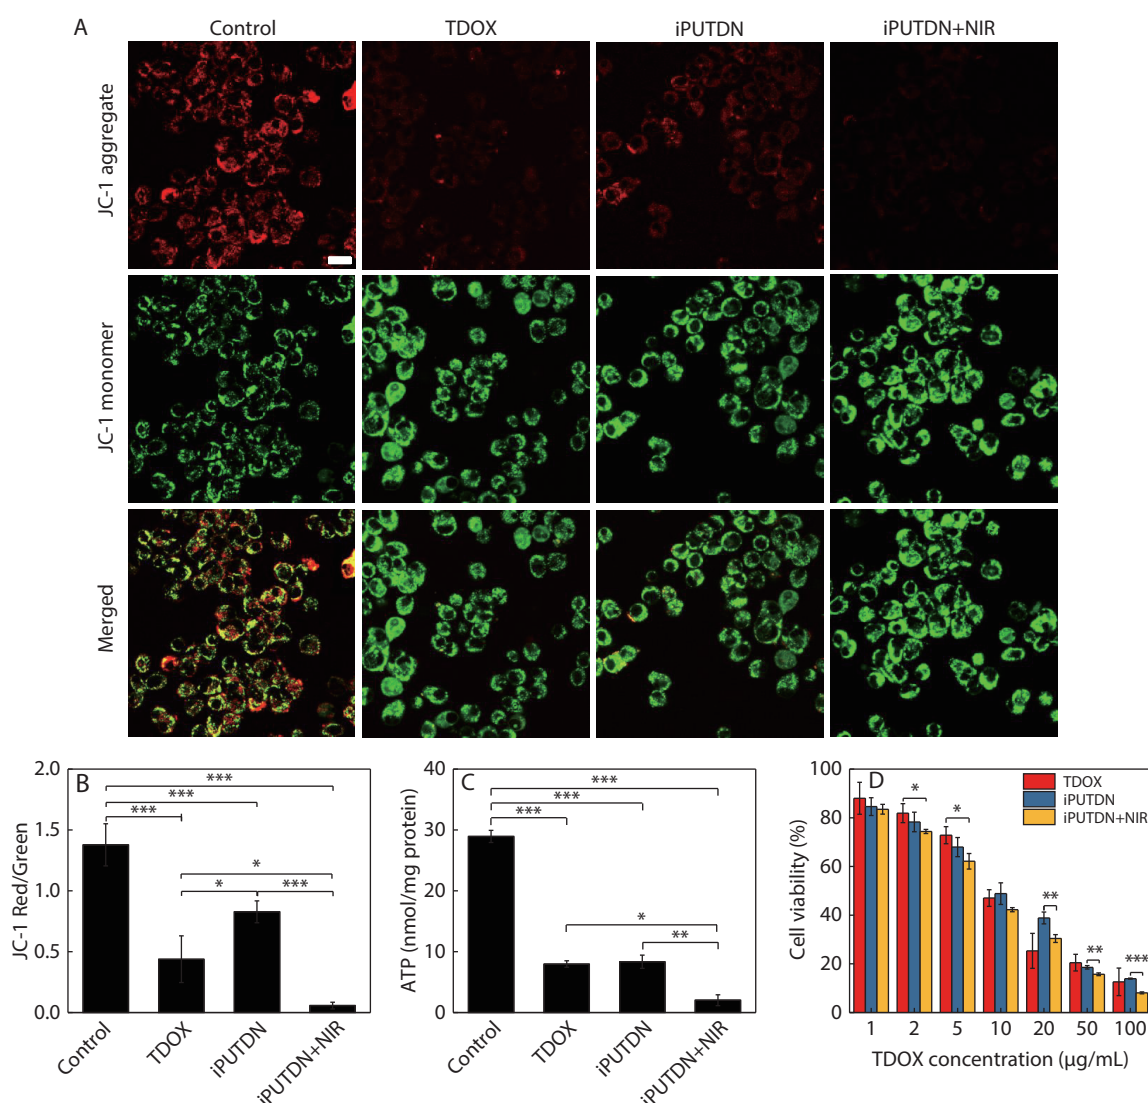 A
Control
TDOX
iPUTDN
iPUTDN+NIR
JC-1 aggregate
JC-1 monomer
Merged
B
JC-1 Red/Green
2.0
1.5
1.0
0.5
0.0
***
***
***
*
*
***
Control
TDOX
iPUTDN
iPUTDN+NIR
C
ATP (nmol/mg protein)
40
30
20
10
0
***
***
***
*
**
Control
TDOX
iPUTDN
iPUTDN+NIR
D
Cell viability (%)
100
80
60
40
20
0
TDOX
iPUTDN
iPUTDN+NIR
*
*
**
**
***
1 2 5 10 20 50 100
TDOX concentration (µg/mL)